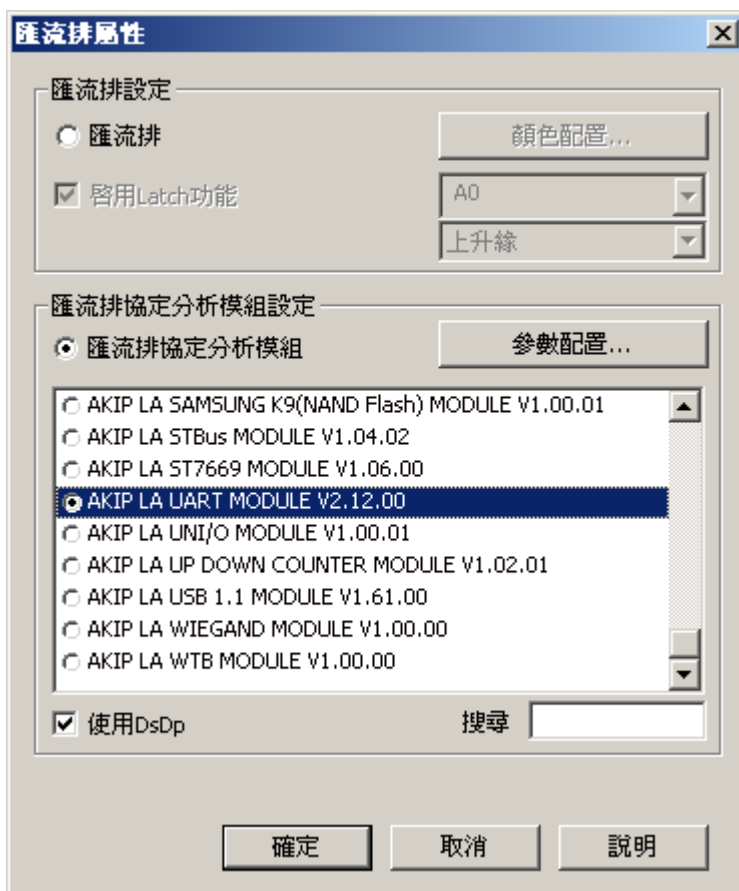 匯流排屬性
匯流排設定
匯流排
顏色配置...
啓用Latch功能
A0
上升緣
匯流排協定分析模組設定
匯流排協定分析模組
參數配置...
AKIP LA SAMSUNG K9(NAND Flash) MODULE V1.00.01
AKIP LA STBus MODULE V1.04.02
AKIP LA ST7669 MODULE V1.06.00
AKIP LA UART MODULE V2.12.00
AKIP LA UNI/O MODULE V1.00.01
AKIP LA UP DOWN COUNTER MODULE V1.02.01
AKIP LA USB 1.1 MODULE V1.61.00
AKIP LA WIEGAND MODULE V1.00.00
AKIP LA WTB MODULE V1.00.00
使用DsDp
搜尋
確定
取消
說明